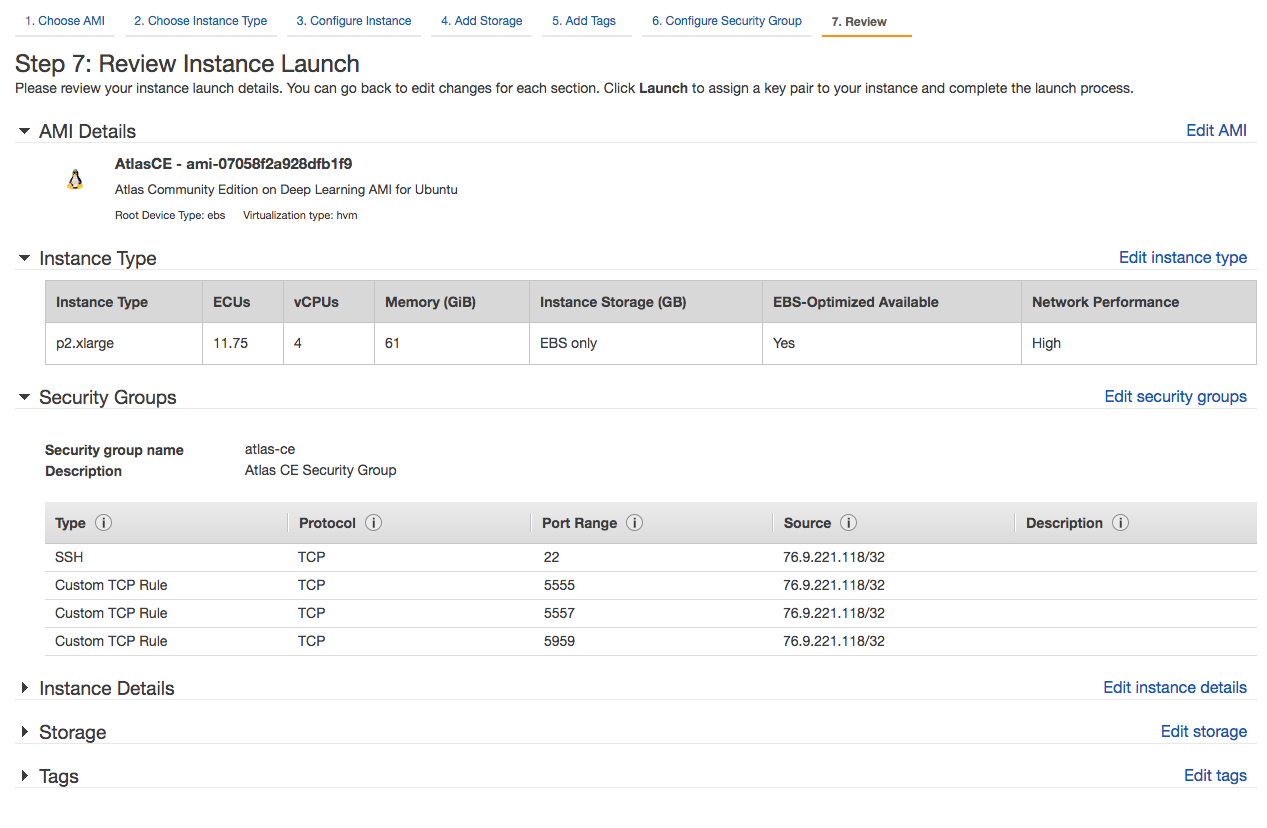 1. Choose AMI 2. Choose Instance Type 3. Configure Instance 4. Add Storage 5. Add Tags 6. Configure Security Group 7. Review
Step 7: Review Instance Launch
Please review your instance launch details. You can go back to edit changes for each section. Click Launch to assign a key pair to your instance and complete the launch process.
AMI Details Edit AMI
AtlasCE - ami-07058f2a928dfb1f9
Atlas Community Edition on Deep Learning AMI for Ubuntu
Root Device Type: ebs Virtualization type: hvm
Instance Type Edit instance type
Instance Type ECUs vCPUs Memory (GiB) Instance Storage (GB) EBS-Optimized Available Network Performance
p2.xlarge 11.75 4 61 EBS only Yes High
Security Groups Edit security groups
Security group name atlas-ce
Description Atlas CE Security Group
Type i Protocol i Port Range i Source i Description i
SSH TCP 22 76.9.221.118/32
Custom TCP Rule TCP 5555 76.9.221.118/32
Custom TCP Rule TCP 5557 76.9.221.118/32
Custom TCP Rule TCP 5959 76.9.221.118/32
Instance Details Edit instance details
Storage Edit storage
Tags Edit tags